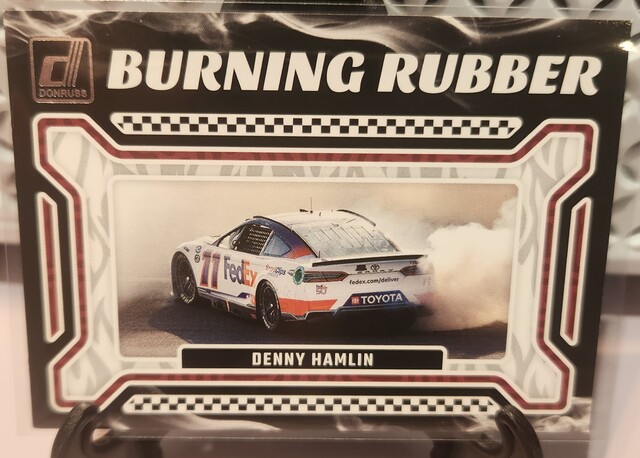 DONRUSS
BURNING RUBBER
11
FedEx
fedex.com/deliver
TOYOTA
DENNY HAMLIN